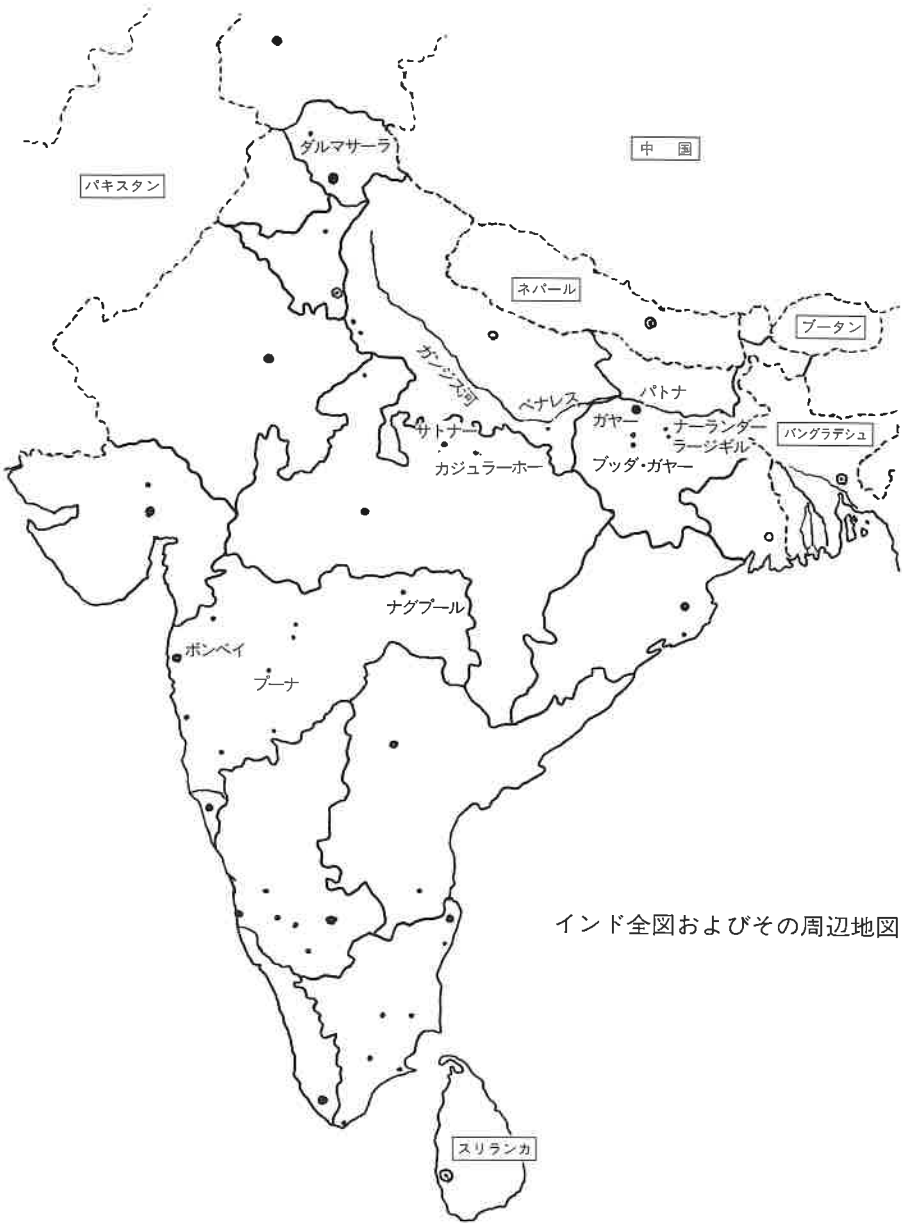 ダルマサーラ
中 国
パキスタン
ネパール
ブータン
ガンジス河
ベナレス
パトナ
サトナー
ガヤー
ナーランダー
ラージギル
バングラデシュ
カジュラーホー
ブッダ・ガヤー
ナグプール
ボンベイ
プーナ
インド全図およびその周辺地図
スリランカ